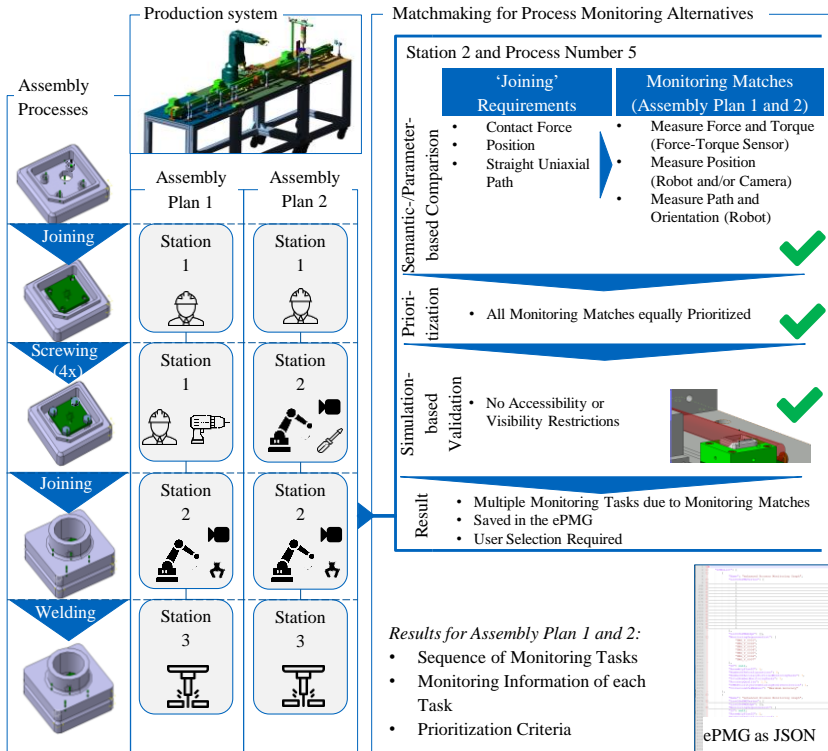 Production system
Matchmaking for Process Monitoring Alternatives
Assembly
Processes
Joining
Screwing
(4x)
Joining
Welding
Assembly
Plan 1
Station
1
Station
1
Station
2
Station
3
Assembly
Plan 2
Station
1
Station
2
Station
2
Station
3
Station 2 and Process Number 5
Semantic-/Parameter-
based Comparison
‘Joining’
Requirements
• Contact Force
• Position
• Straight Uniaxial
Path
Monitoring Matches
(Assembly Plan 1 and 2)
• Measure Force and Torque
(Force-Torque Sensor)
• Measure Position
(Robot and/or Camera)
• Measure Path and
Orientation (Robot)
Priori-
tization
• All Monitoring Matches equally Prioritized
Simulation-
based
Validation
• No Accessibility or
Visibility Restrictions
Result
• Multiple Monitoring Tasks due to Monitoring Matches
• Saved in the ePMG
• User Selection Required
Results for Assembly Plan 1 and 2:
• Sequence of Monitoring Tasks
• Monitoring Information of each
Task
• Prioritization Criteria
ePMG as JSON